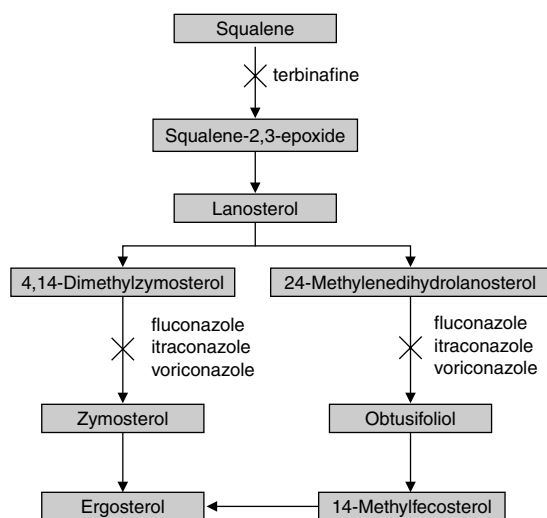 Squalene
terbinafine
Squalene-2,3-epoxide
Lanosterol
4,14-Dimethylzymosterol
24-Methylenedihydrolanosterol
fluconazole
itraconazole
voriconazole
fluconazole
itraconazole
voriconazole
Zymosterol
Obtusifoliol
Ergosterol
14-Methylfecosterol